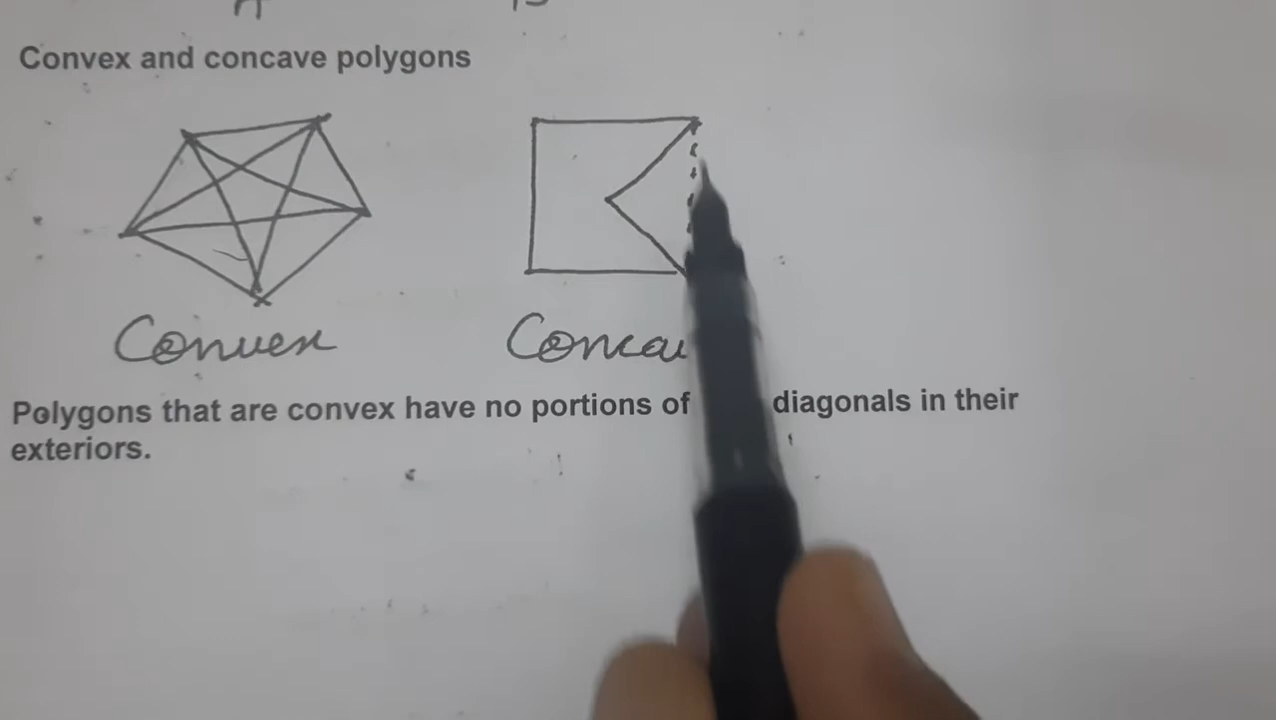 Convex and concave polygons
Convex
Polygons that are convex have no portions of diagonals in their
exteriors.